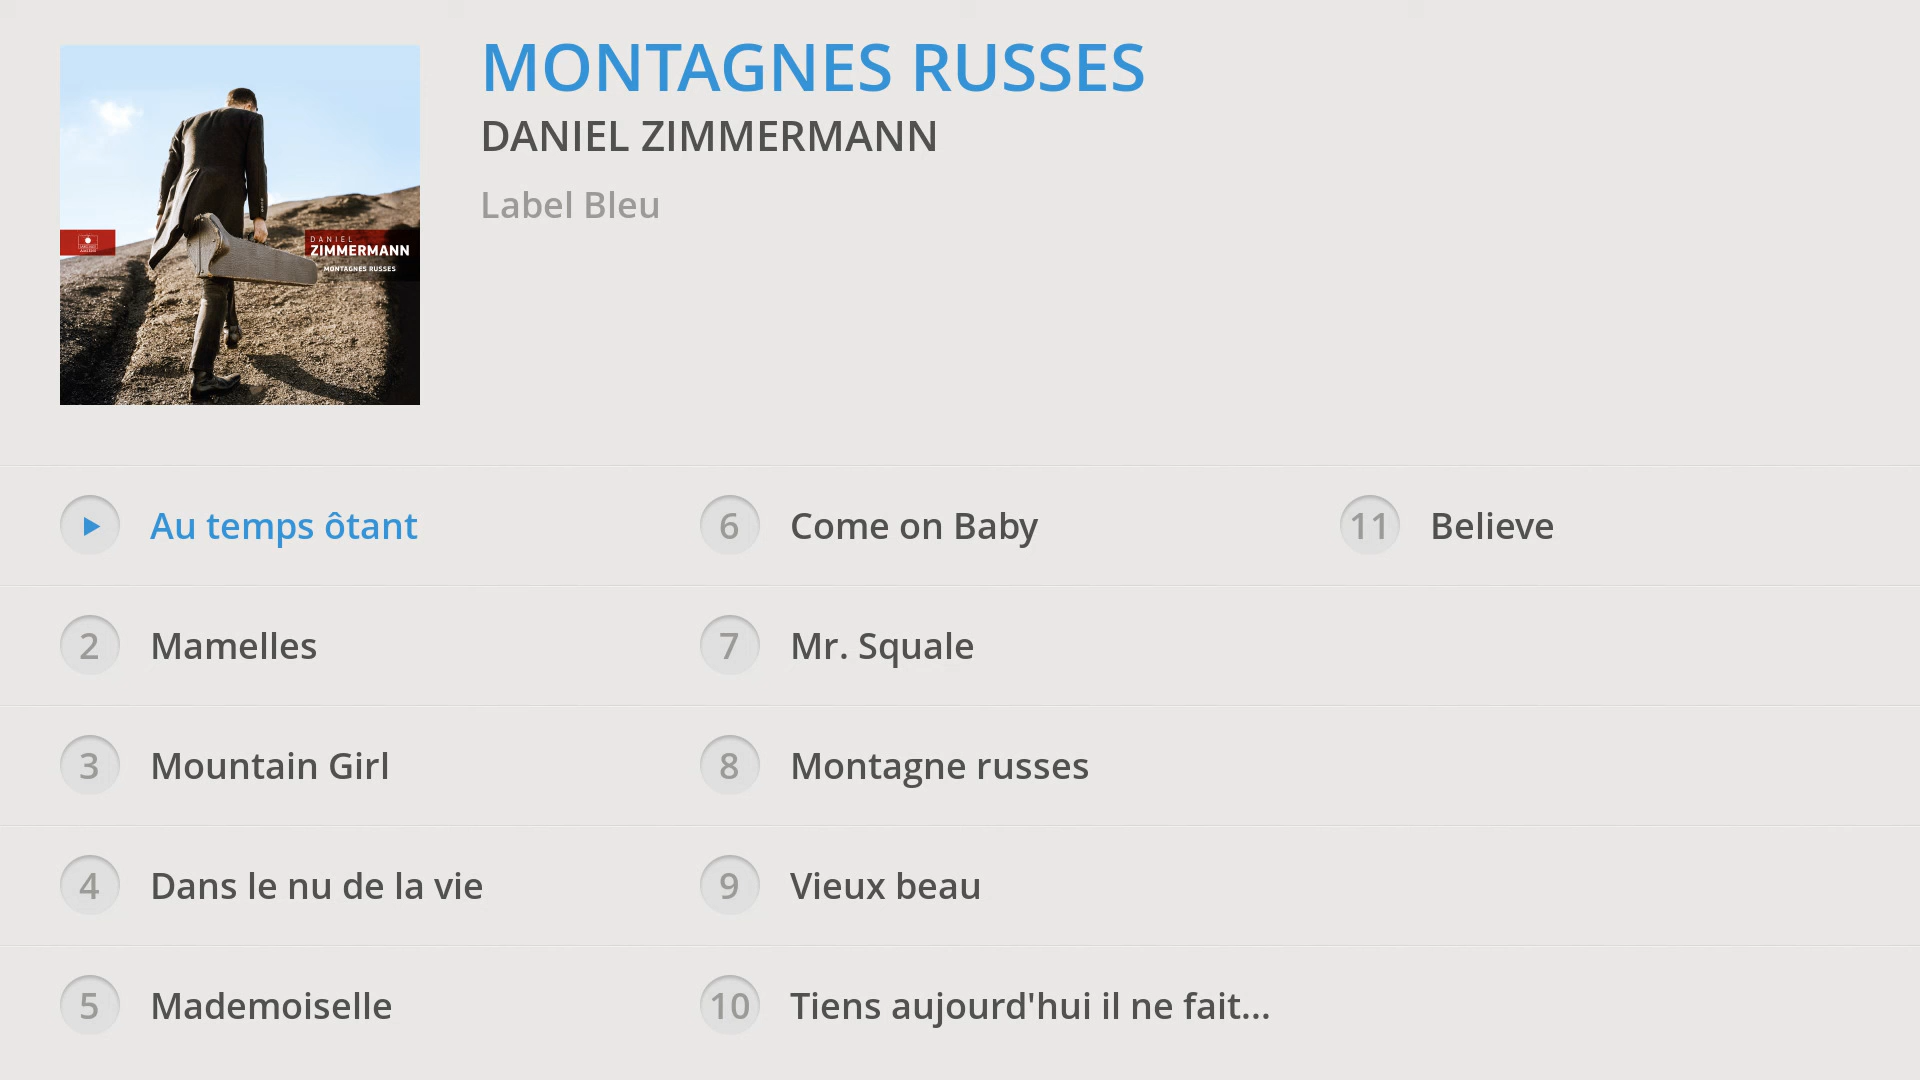 MONTAGNES RUSSES
DANIEL ZIMMERMANN
Label Bleu
DANIEL
ZIMMERMANN
MONTAGNES RUSSES
Au temps ôtant
2 Mamelles
3 Mountain Girl
4 Dans le nu de la vie
5 Mademoiselle
6 Come on Baby
7 Mr. Squale
8 Montagne russes
9 Vieux beau
10 Tiens aujourd'hui il ne fait...
11 Believe